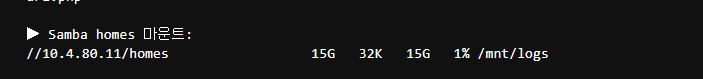 ▶ Samba homes 마운트:
//10.4.80.11/homes 15G 32K 15G 1% /mnt/logs